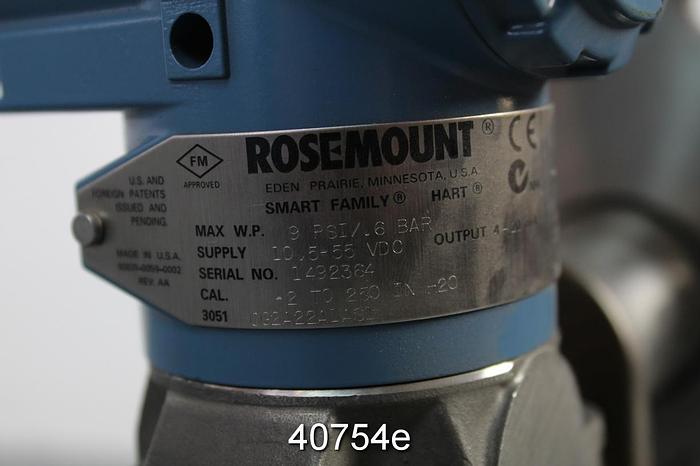 FM
APPROVED
ROSEMOUNT®
CE
EDEN PRAIRIE, MINNESOTA, U.S.A.
SMART FAMILY® HART®
U.S. AND
FOREIGN PATENTS
ISSUED AND
PENDING.
MADE IN U.S.A.
REV. AA
MAX W.P. 9 PSI/.6 BAR
SUPPLY 10.5-55 VDC
OUTPUT 4-
SERIAL NO. 1492364
CAL. -2 TO 250 IN H2O
3051
40754e